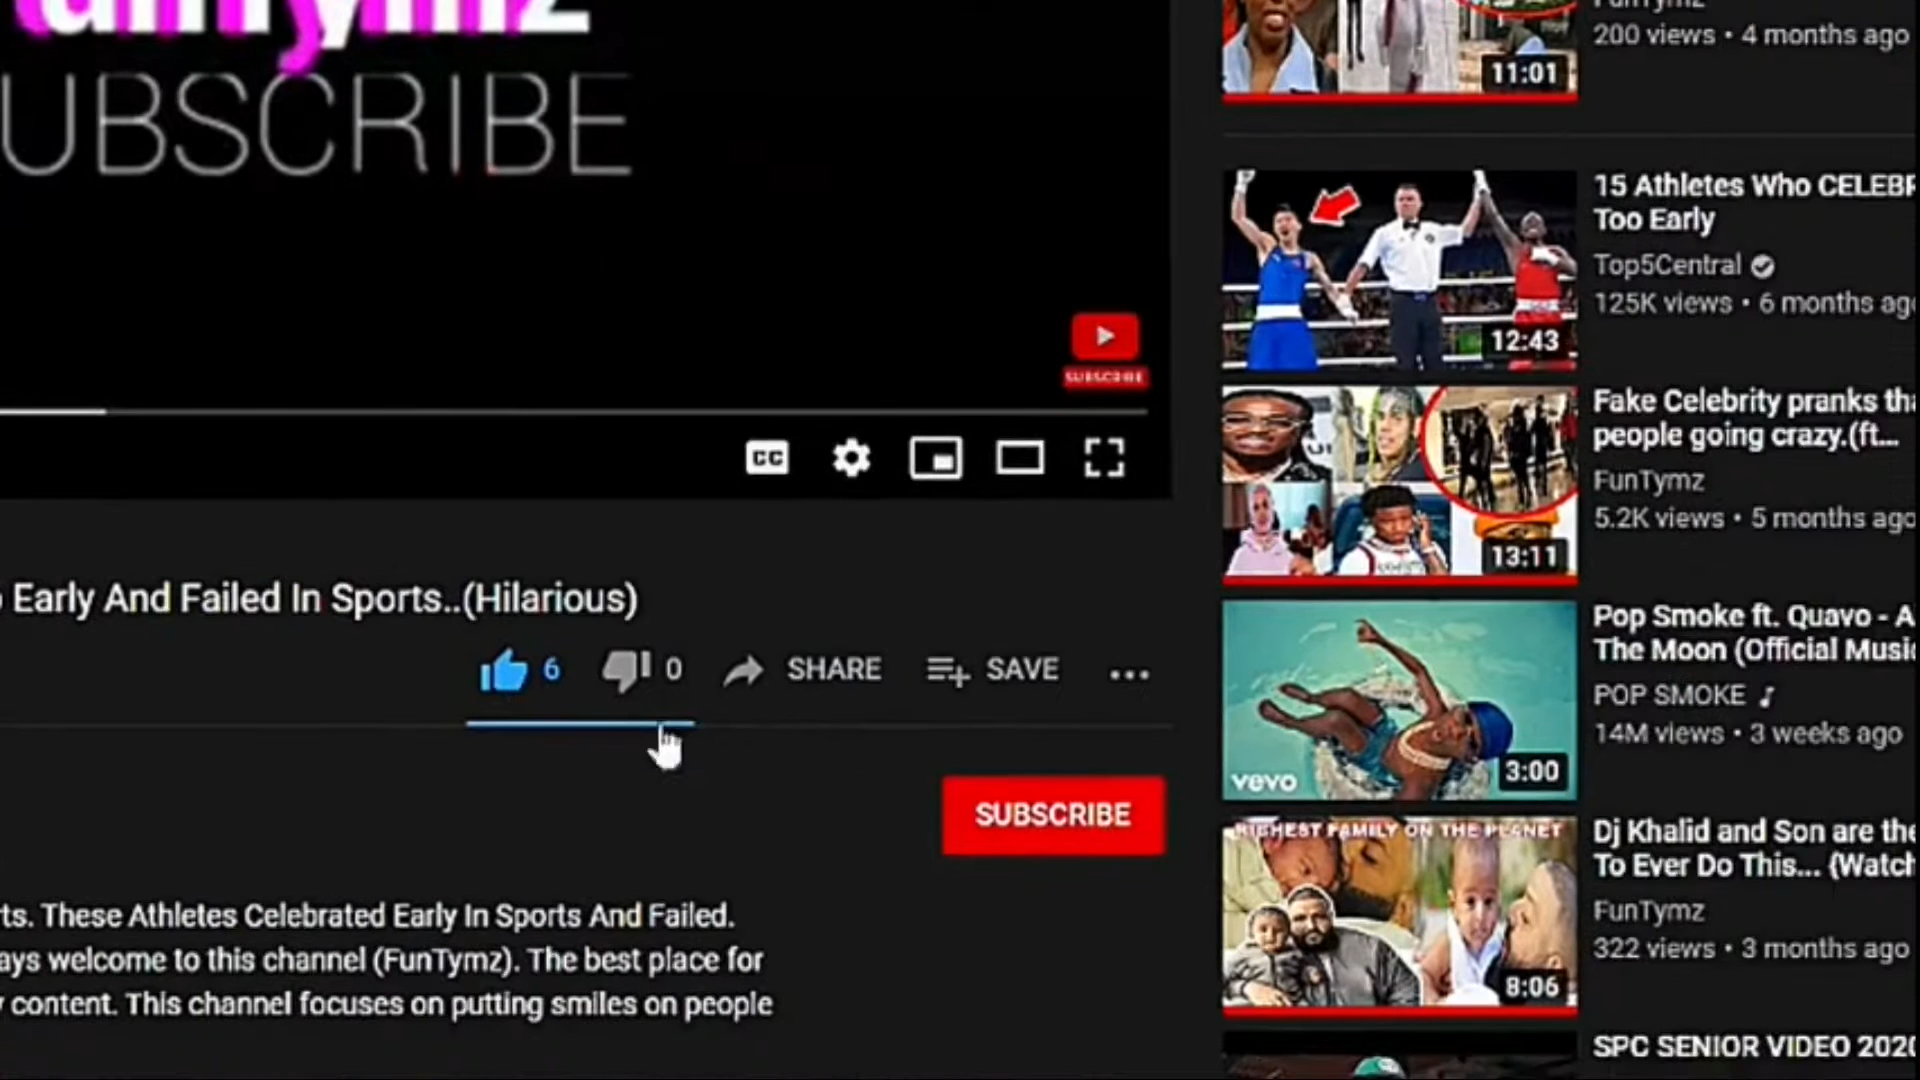 UBSCRIBE
SUBSCRIBE
CC
Early And Failed In Sports..(Hilarious)
6
0
SHARE
SAVE
SUBSCRIBE
These Athletes Celebrated Early In Sports And Failed.
welcome to this channel (FunTymz). The best place for
content. This channel focuses on putting smiles on people
200 views • 4 months ago
11:01
15 Athletes Who CELEBR
Too Early
Top5Central
125K views • 6 months ago
12:43
Fake Celebrity pranks tha
people going crazy.(ft...
FunTymz
5.2K views • 5 months ago
13:11
Pop Smoke ft. Quavo - A
The Moon (Official Music
POP SMOKE
14M views • 3 weeks ago
vevo
3:00
RICHEST FAMILY ON THE PLANET
Dj Khalid and Son are the
To Ever Do This... (Watch
FunTymz
322 views • 3 months ago
8:06
SPC SENIOR VIDEO 2020